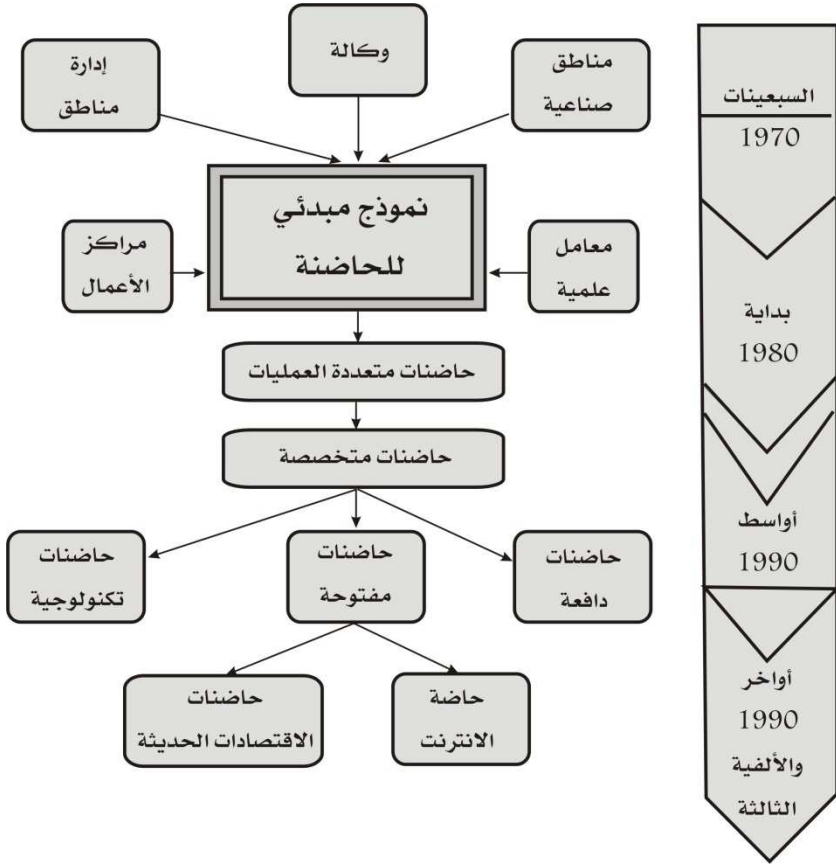 مناطق
صناعية
وكالة
إدارة
مناطق
نموذج مبدئي
للحاضنة
معامل
علمية
مراكز
الأعمال
حاضنات متعددة العمليات
حاضنات متخصصة
حاضنات
دافعة
حاضنات
مفتوحة
حاضنات
تكنولوجية
حاضة
الانترنت
حاضنات
الاقتصادات الحديثة
السبعينات
1970
بداية
1980
أواسط
1990
أواخر
1990
والألفية
الثالثة